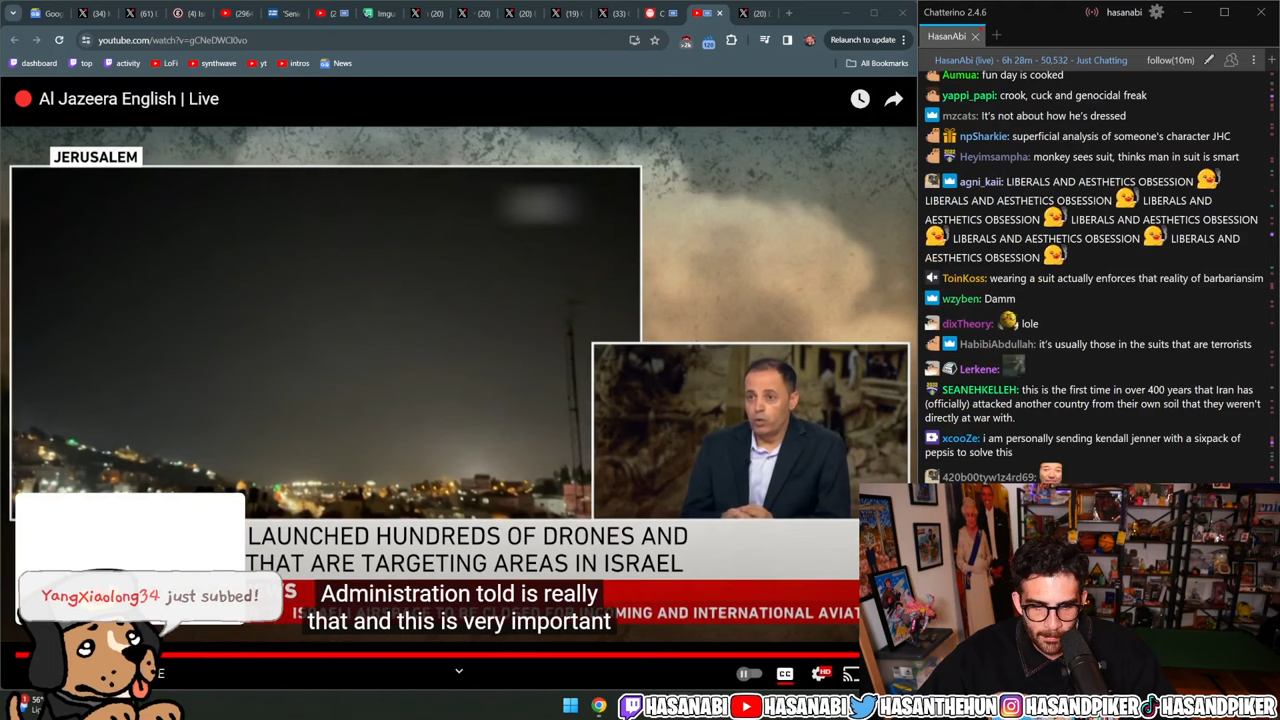 Goog
(4) I
(20)
(20)
(20)
youtube.com/watch?v=gCNeDWCI0vo
Relaunch to update
dashboard
top
activity
LoFi
synthwave
yt
intros
News
All Bookmarks
Al Jazeera English | Live
JERUSALEM
LAUNCHED HUNDREDS OF DRONES AND
THAT ARE TARGETING AREAS IN ISRAEL
Administration told is really
that and this is very important
YangXiaolong34 just subbed!
Chatterino 2.4.6
hasanabi
HasanAbi
HasanAbi (live) - 6h 28m - 50,532 - Just Chatting
follow(10m)
Aumua: fun day is cooked
yappi_papi: crook, cuck and genocidal freak
mzcats: It's not about how he's dressed
npSharkie: superficial analysis of someone's character JHC
Heyimsampha: monkey sees suit, thinks man in suit is smart
agni_kaii: LIBERALS AND AESTHETICS OBSESSION
LIBERALS AND AESTHETICS OBSESSION LIBERALS AND
AESTHETICS OBSESSION LIBERALS AND AESTHETICS OBSESSION
LIBERALS AND AESTHETICS OBSESSION LIBERALS AND
AESTHETICS OBSESSION
ToinKoss: wearing a suit actually enforces that reality of barbariansim
wzyben: Damm
dixTheory: lole
HabibiAbdullah: it's usually those in the suits that are terrorists
Lerkene:
SEANEHKELLEH: this is the first time in over 400 years that Iran has
(officially) attacked another country from their own soil that they weren't
directly at war with.
xcooZe: i am personally sending kendall jenner with a sixpack of
pepsis to solve this
420b00tyw1z4rd69:
HASANABI
HASANABI
HASANTHEHUN
HASANDPIKER
HASANDPIKER